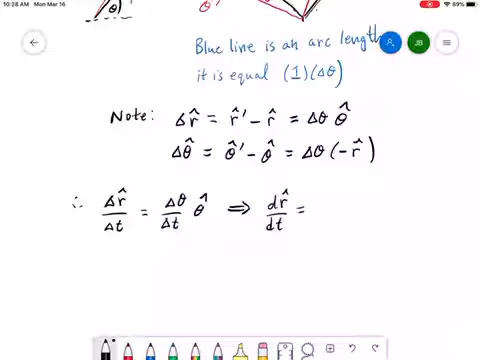 10:28 AM Mon Mar 16 89%
θ
θ'
Blue line is an arc length
it is equal (1)(Δθ)
JB
Note: Δr̂ = r̂' - r̂ = Δθ θ̂
Δθ̂ = θ̂' - θ̂ = Δθ(-r̂)
∴ Δr̂/Δt = Δθ/Δt θ̂ ⇒ dr̂/dt =